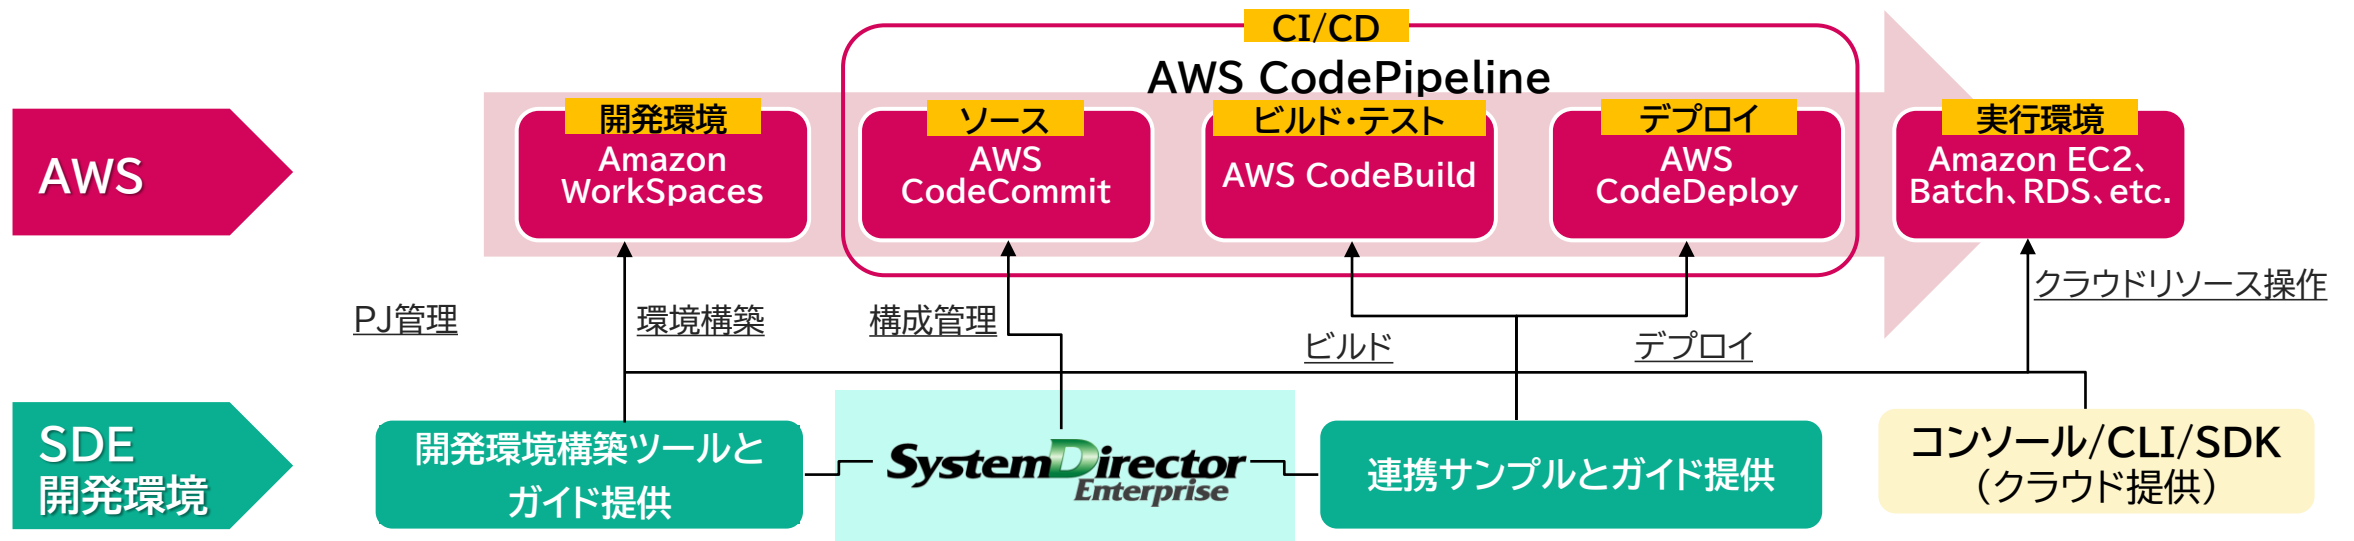 CI/CD
AWS CodePipeline
AWS
開発環境
Amazon
WorkSpaces
ソース
AWS
CodeCommit
ビルド・テスト
AWS CodeBuild
デプロイ
AWS
CodeDeploy
実行環境
Amazon EC2、
Batch、RDS、etc.
PJ管理
環境構築
構成管理
ビルド
デプロイ
クラウドリソース操作
SDE
開発環境
開発環境構築ツールと
ガイド提供
SystemDirector
Enterprise
連携サンプルとガイド提供
コンソール/CLI/SDK
（クラウド提供）